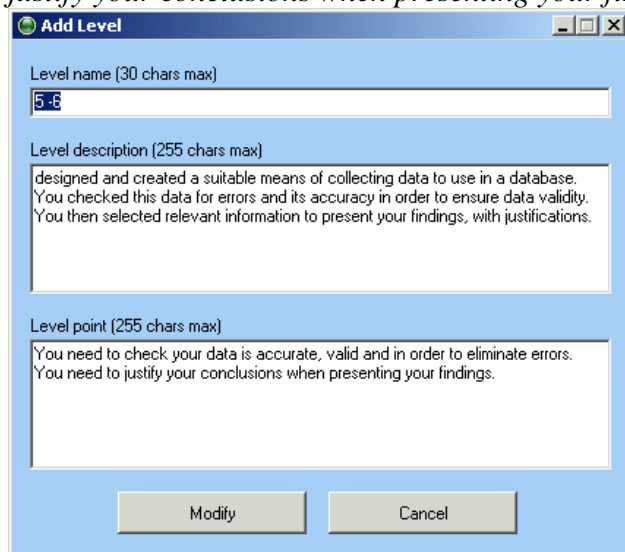 justify your conclusions when presenting your
Add Level
Level name (30 chars max)
5 -6
Level description (255 chars max)
designed and created a suitable means of collecting data to use in a database.
You checked this data for errors and its accuracy in order to ensure data validity.
You then selected relevant information to present your findings, with justifications.
Level point (255 chars max)
You need to check your data is accurate, valid and in order to eliminate errors.
You need to justify your conclusions when presenting your findings.
Modify Cancel